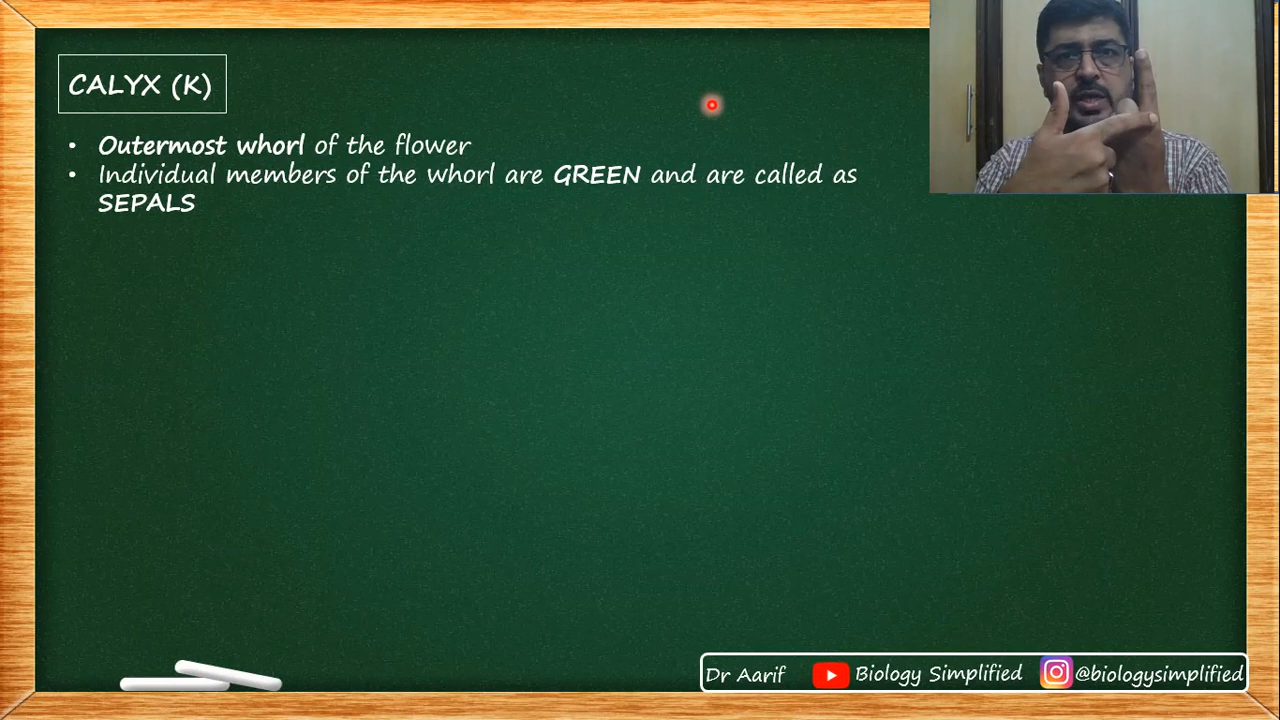 CALYX (K)
• Outermost whorl of the flower
• Individual members of the whorl are GREEN and are called as
SEPALS
Dr Aarif Biology Simplified @biologysimplified